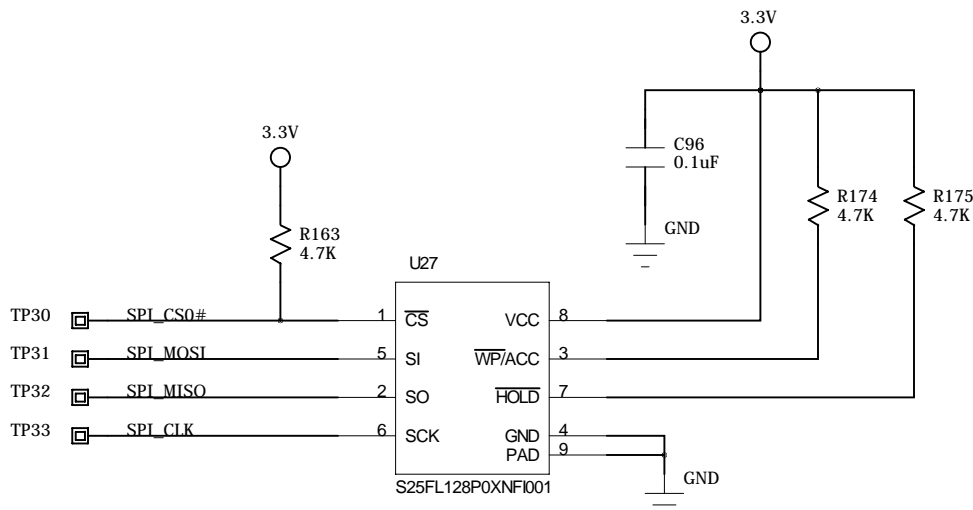 3.3V
C96
0.1uF
GND
R174
4.7K
R175
4.7K
3.3V
R163
4.7K
U27
TP30
SPI_CS0#
1
CS
VCC
8
TP31
SPI_MOSI
5
SI
WP/ACC
3
TP32
SPI_MISO
2
SO
HOLD
7
TP33
SPI_CLK
6
SCK
GND
4
PAD
9
S25FL128P0XNFI001
GND